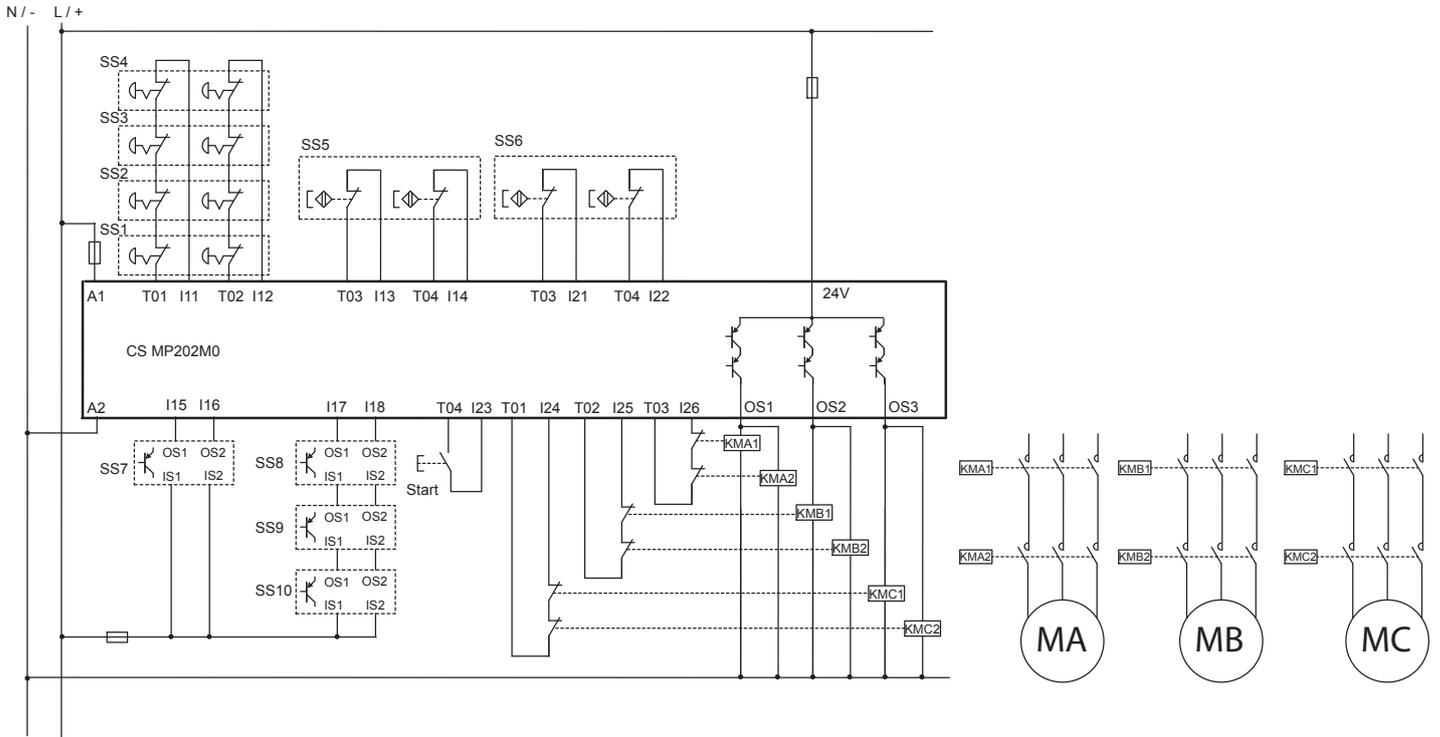 N / -
L / +
SS4
SS3
SS2
SS1
SS5
SS6
A1
T01
I11
T02
I12
T03
I13
T04
I14
T03
I21
T04
I22
24V
CS MP202M0
A2
I15
I16
I17
I18
T04
I23
T01
I24
T02
I25
T03
I26
OS1
OS2
OS3
SS7
OS1
OS2
IS1
IS2
SS8
OS1
OS2
IS1
IS2
SS9
OS1
OS2
IS1
IS2
SS10
OS1
OS2
IS1
IS2
Start
KMA1
KMA2
KMB1
KMB2
KMC1
KMC2
KMA1
KMB1
KMC1
KMA2
KMB2
KMC2
MA
MB
MC